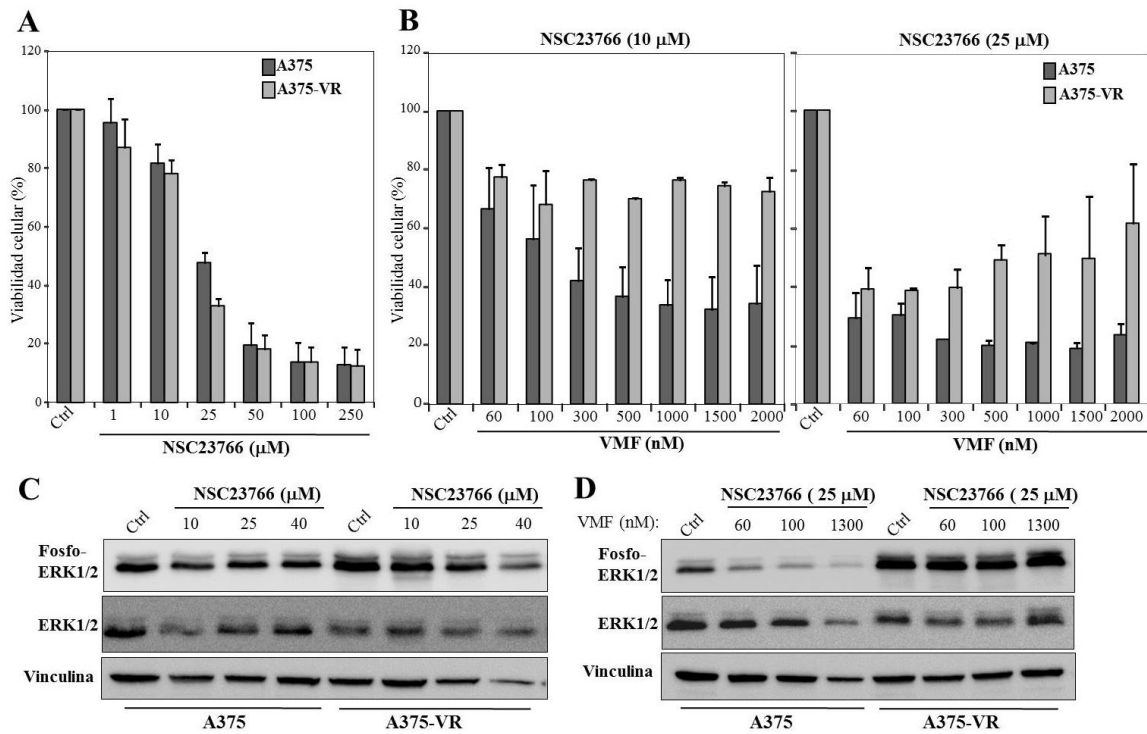 A
120
100
80
60
40
20
0
Viabilidad celular (%)
A375
A375-VR
Ctrl 1 10 25 50 100 250
NSC23766 (µM)
B
NSC23766 (10 µM)
120
100
80
60
40
20
0
Viabilidad celular (%)
Ctrl 60 100 300 500 1000 1500 2000
VMF (nM)
NSC23766 (25 µM)
A375
A375-VR
Ctrl 60 100 300 500 1000 1500 2000
VMF (nM)
C
NSC23766 (µM) NSC23766 (µM)
Ctrl 10 25 40 Ctrl 10 25 40
Fosfo-
ERK1/2
ERK1/2
Vinculina
A375 A375-VR
D
NSC23766 ( 25 µM) NSC23766 ( 25 µM)
VMF (nM): Ctrl 60 100 1300 Ctrl 60 100 1300
Fosfo-
ERK1/2
ERK1/2
Vinculina
A375 A375-VR